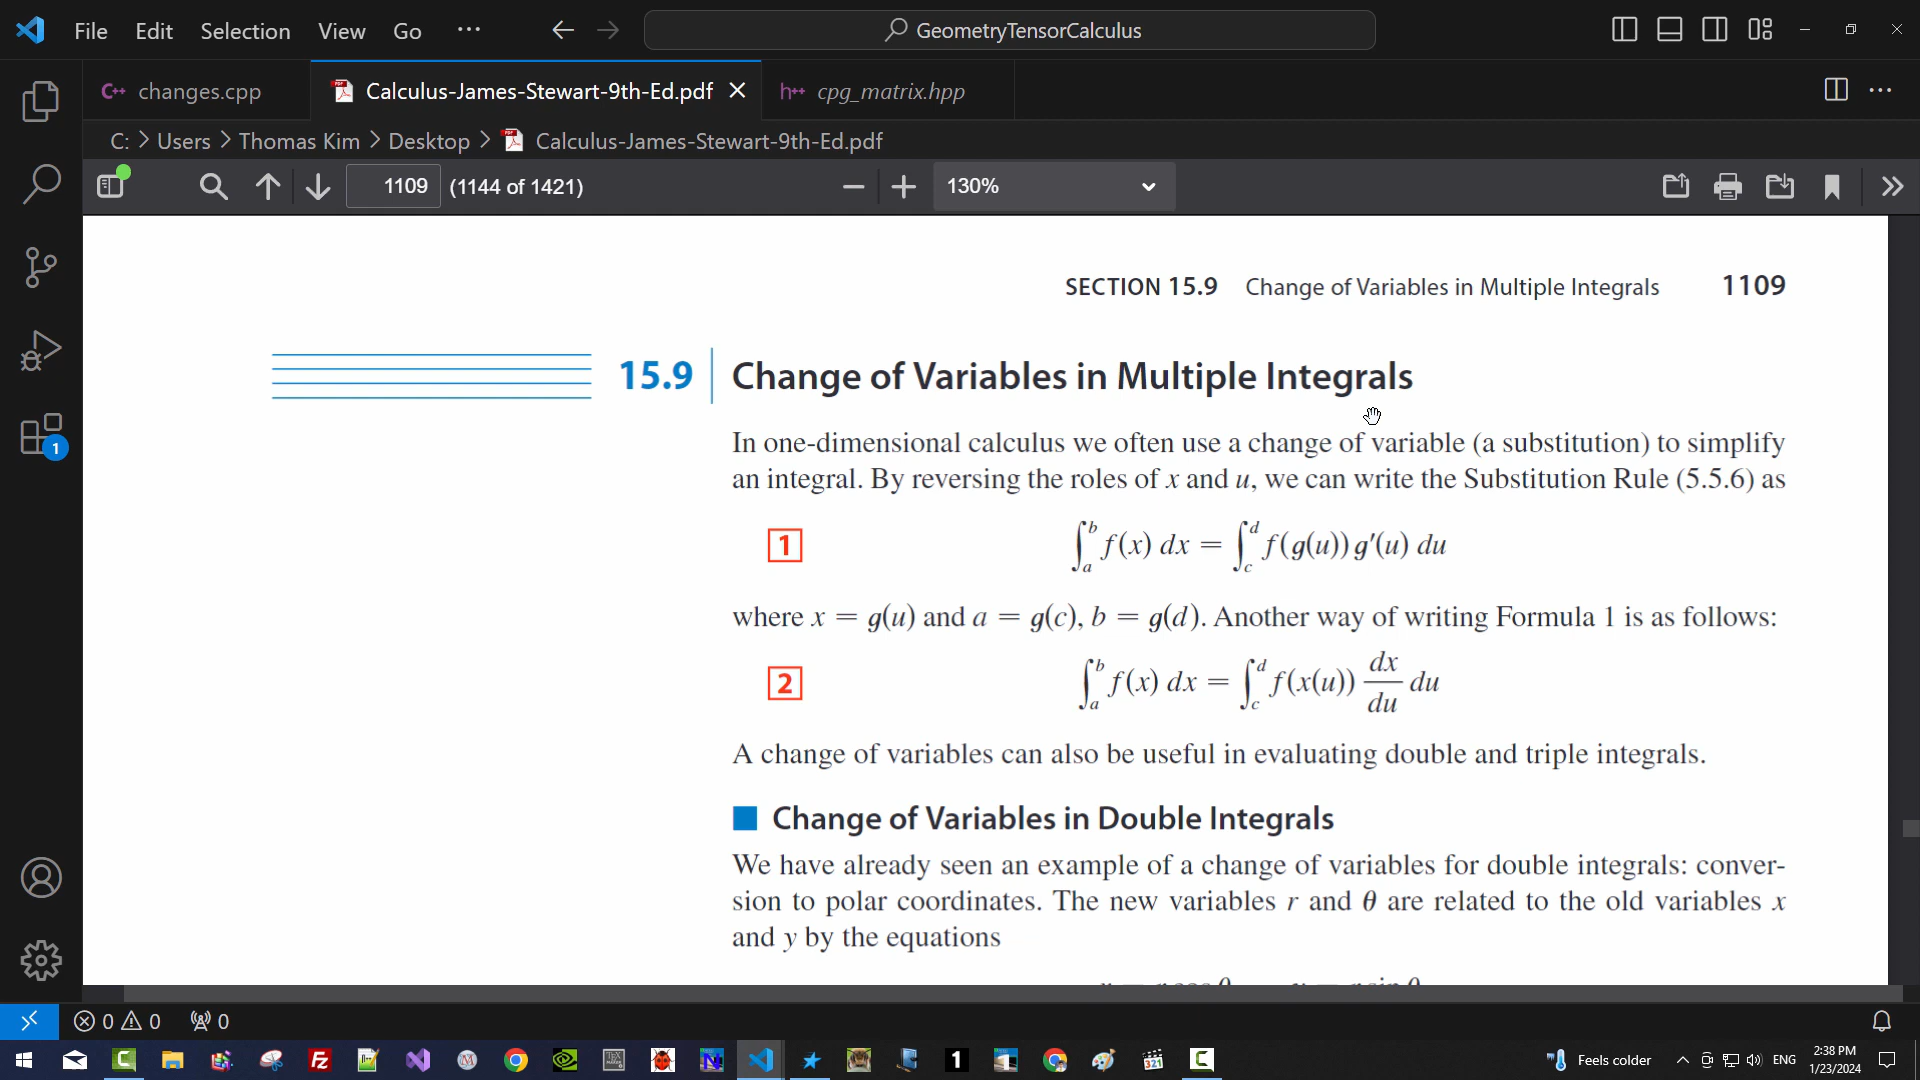 File Edit Selection View Go ··· GeometryTensorCalculus
C++ changes.cpp Calculus-James-Stewart-9th-Ed.pdf h++ cpg_matrix.hpp
C: > Users > Thomas Kim > Desktop > Calculus-James-Stewart-9th-Ed.pdf
1109 (1144 of 1421) 130%
SECTION 15.9 Change of Variables in Multiple Integrals 1109
15.9 Change of Variables in Multiple Integrals
In one-dimensional calculus we often use a change of variable (a substitution) to simplify
an integral. By reversing the roles of x and u, we can write the Substitution Rule (5.5.6) as
1 ∫_a^b f(x) dx = ∫_c^d f(g(u)) g′(u) du
where x = g(u) and a = g(c), b = g(d). Another way of writing Formula 1 is as follows:
2 ∫_a^b f(x) dx = ∫_c^d f(x(u)) dx/du du
A change of variables can also be useful in evaluating double and triple integrals.
Change of Variables in Double Integrals
We have already seen an example of a change of variables for double integrals: conver-
sion to polar coordinates. The new variables r and θ are related to the old variables x
and y by the equations
1
0 0 0
Feels colder ENG 2:38 PM
1/23/2024